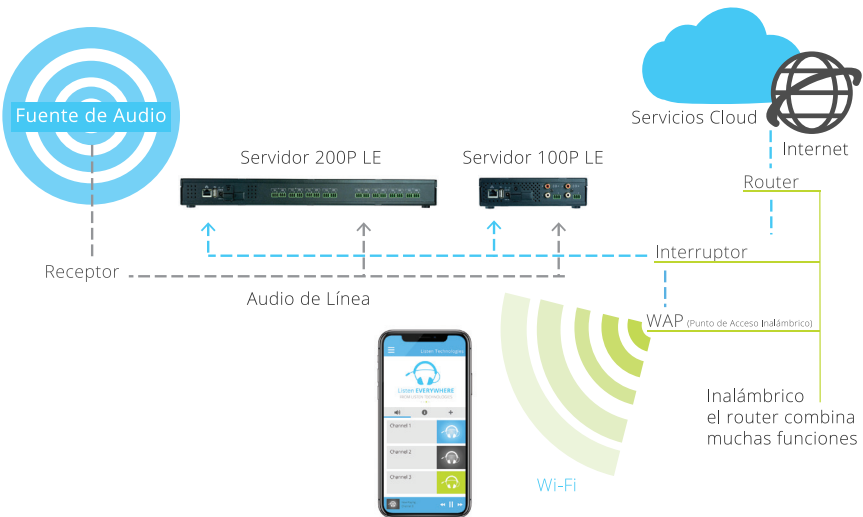 Fuente de Audio
Servidor 200P LE
Servidor 100P LE
Servicios Cloud
Internet
Router
Interruptor
Receptor
Audio de Línea
WAP (Punto de Acceso Inalámbrico)
Listen Technologies
Listen EVERYWHERE
Channel 1
Channel 2
Channel 3
Inalámbrico
el router combina
muchas funciones
Wi-Fi